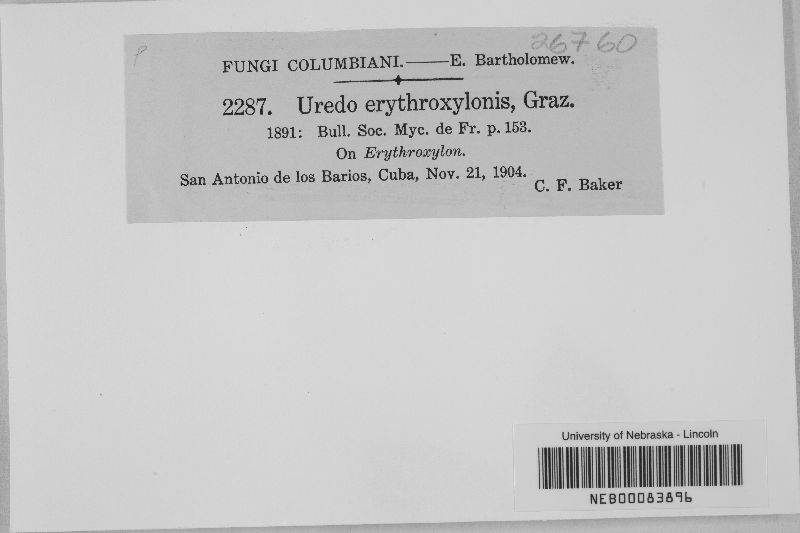 P
26760
FUNGI COLUMBIANI.——E. Bartholomew.
2287. Uredo erythroxylonis, Graz.
1891: Bull. Soc. Myc. de Fr. p. 153.
On Erythroxylon.
San Antonio de los Barios, Cuba, Nov. 21, 1904.
C. F. Baker
University of Nebraska - Lincoln
NEB00083896